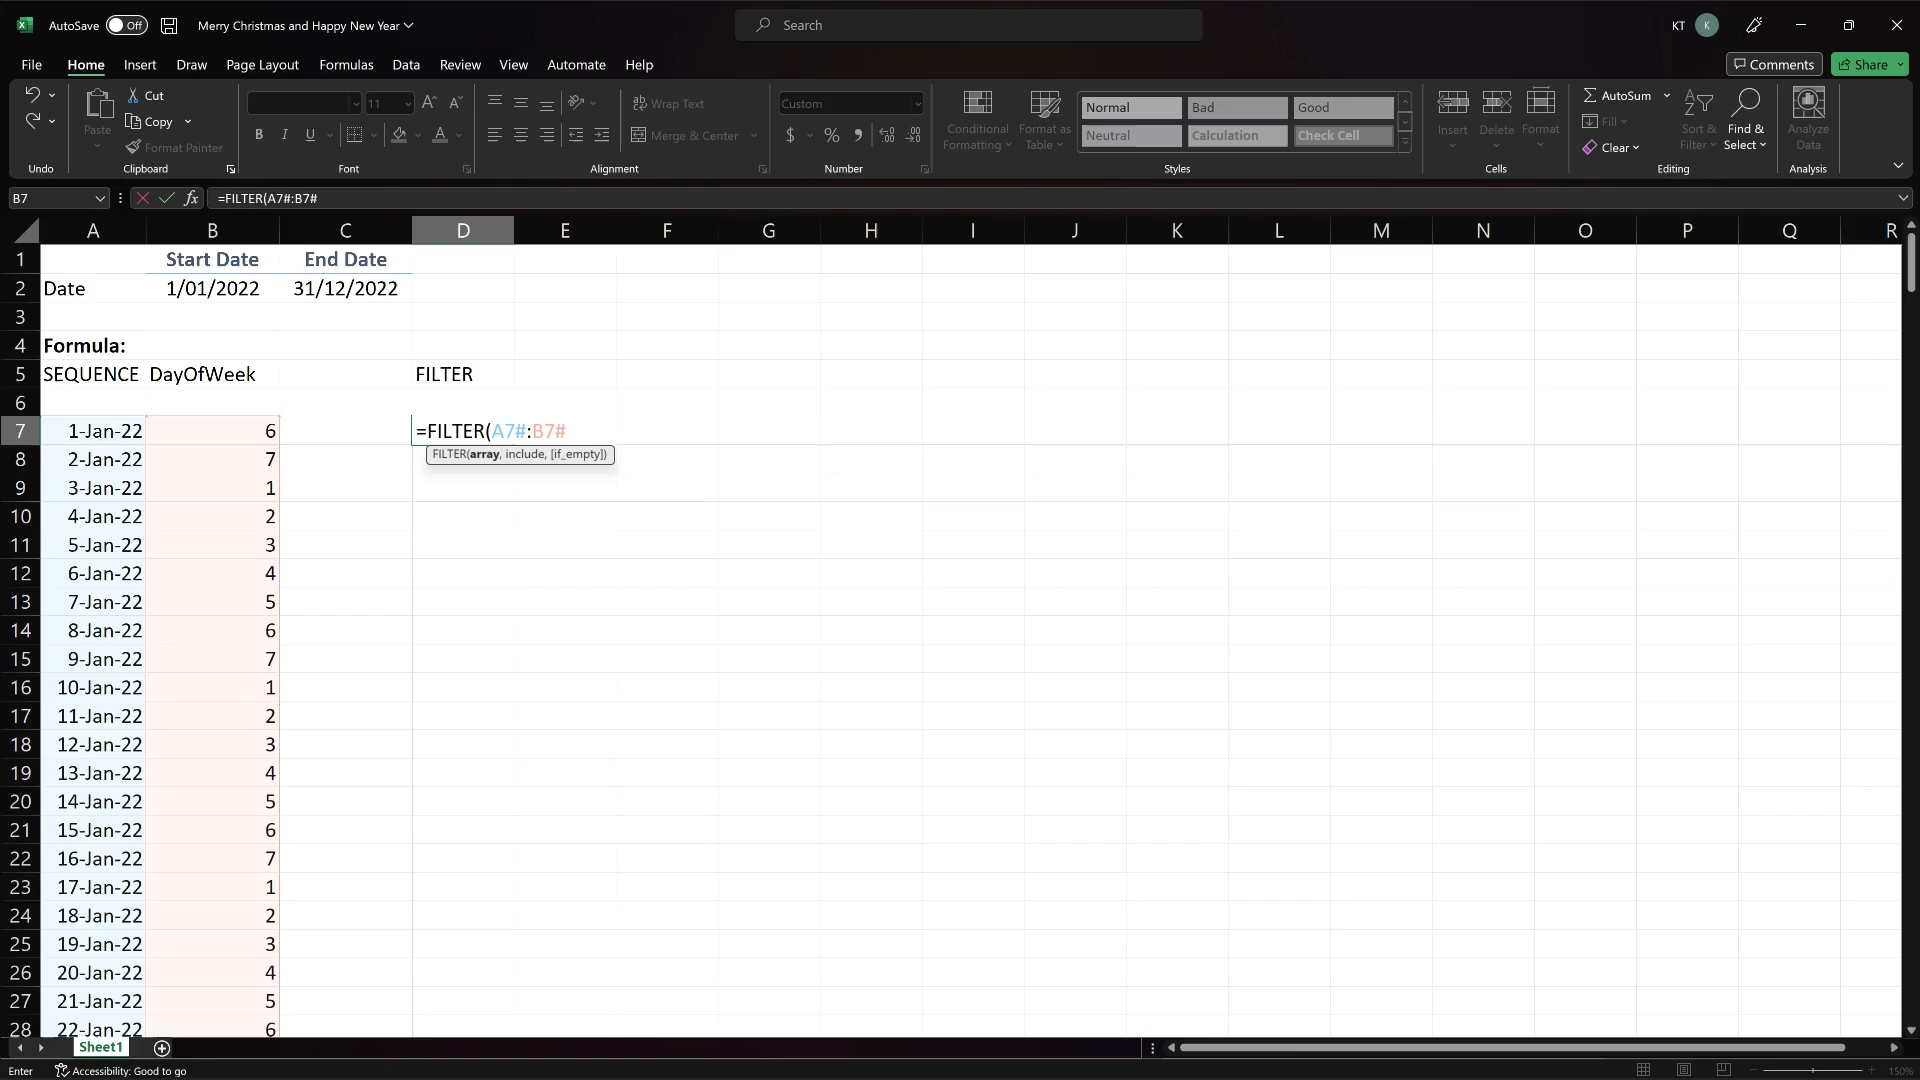 AutoSave Off Merry Christmas and Happy New Year Search KT K
File Home Insert Draw Page Layout Formulas Data Review View Automate Help Comments Share
Cut 11 Wrap Text Custom Normal Bad Good AutoSum
Paste Copy B I U Merge & Center $ % Conditional Formatting Format as Table Neutral Calculation Check Cell Insert Delete Format Fill Sort & Filter Find & Select Analyze Data
Format Painter Clear
Undo Clipboard Font Alignment Number Styles Cells Editing Analysis
B7 fx =FILTER(A7#:B7#
A B C D E F G H I J K L M N O P Q R
1 Start Date End Date
2 Date 1/01/2022 31/12/2022
3
4 Formula:
5 SEQUENCE DayOfWeek FILTER
6
7 1-Jan-22 6 =FILTER(A7#:B7#
FILTER(array, include, [if_empty])
8 2-Jan-22 7
9 3-Jan-22 1
10 4-Jan-22 2
11 5-Jan-22 3
12 6-Jan-22 4
13 7-Jan-22 5
14 8-Jan-22 6
15 9-Jan-22 7
16 10-Jan-22 1
17 11-Jan-22 2
18 12-Jan-22 3
19 13-Jan-22 4
20 14-Jan-22 5
21 15-Jan-22 6
22 16-Jan-22 7
23 17-Jan-22 1
24 18-Jan-22 2
25 19-Jan-22 3
26 20-Jan-22 4
27 21-Jan-22 5
28 22-Jan-22 6
Sheet1
Enter Accessibility: Good to go 150%